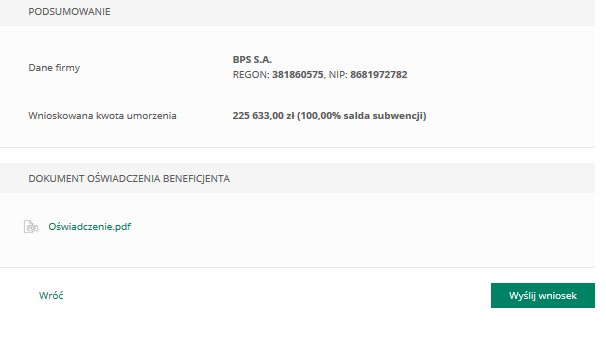 PODSUMOWANIE
Dane firmy
BPS S.A.
REGON: 381860575, NIP: 8681972782
Wnioskowana kwota umorzenia
225 633,00 zł (100,00% salda subwencji)
DOKUMENT OŚWIADCZENIA BENEFICJENTA
Oświadczenie.pdf
Wróć
Wyślij wniosek